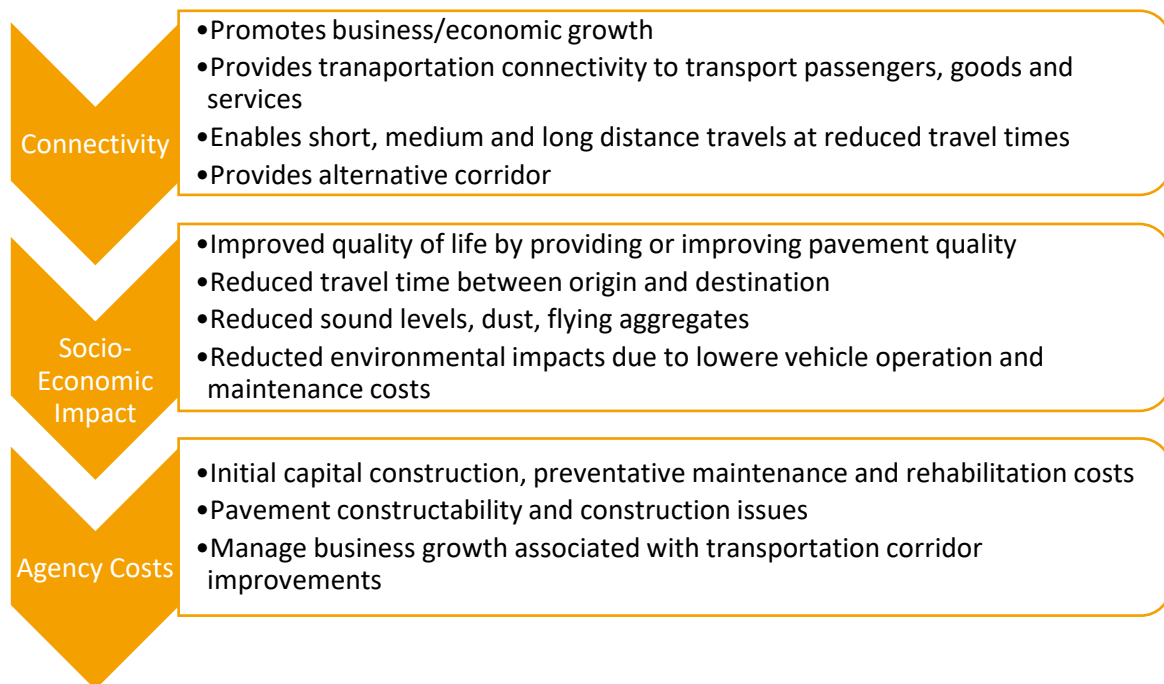 Connectivity
•Promotes business/economic growth
•Provides tranaportation connectivity to transport passengers, goods and
services
•Enables short, medium and long distance travels at reduced travel times
•Provides alternative corridor
Socio-
Economic
Impact
•Improved quality of life by providing or improving pavement quality
•Reduced travel time between origin and destination
•Reduced sound levels, dust, flying aggregates
•Reducted environmental impacts due to lowere vehicle operation and
maintenance costs
Agency Costs
•Initial capital construction, preventative maintenance and rehabilitation costs
•Pavement constructability and construction issues
•Manage business growth associated with transportation corridor
improvements